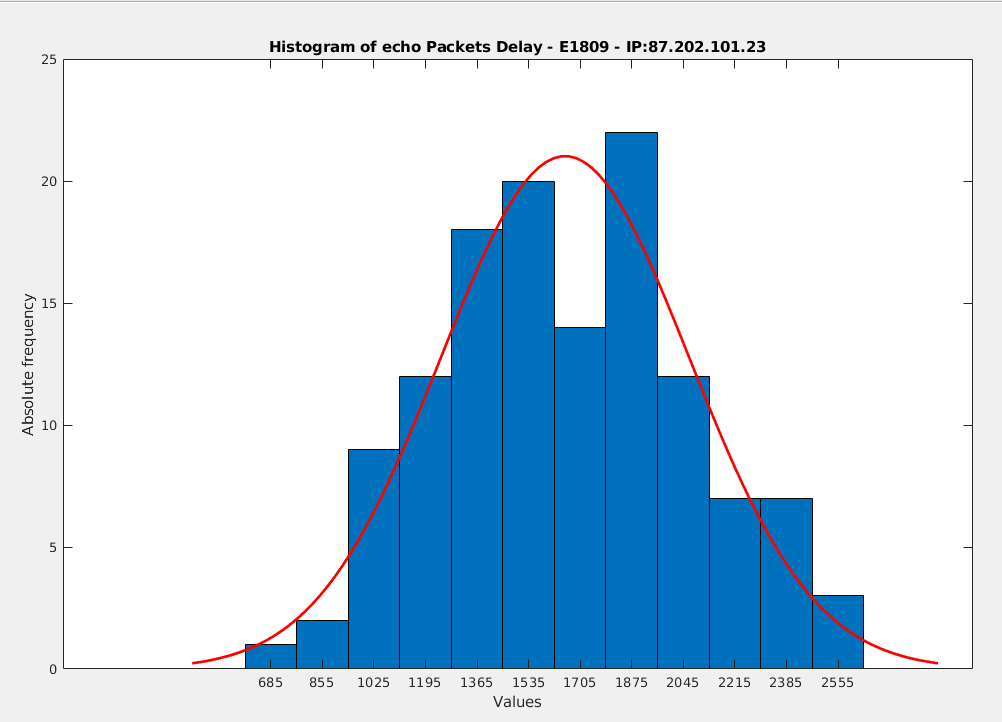 Histogram of echo Packets Delay - E1809 - IP:87.202.101.23
25
20
15
10
5
0
Absolute frequency
685 855 1025 1195 1365 1535 1705 1875 2045 2215 2385 2555
Values